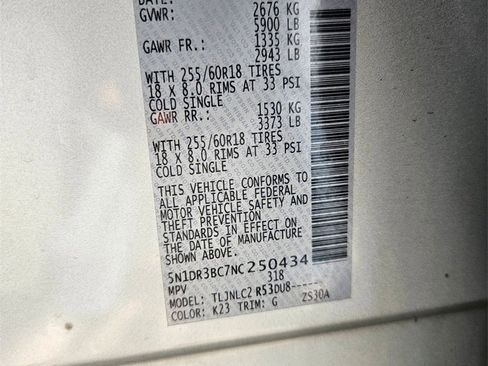 DATE:
GVWR: 2676 KG
5900 LB
GAWR FR.: 1335 KG
2943 LB
WITH 255/60R18 TIRES
18 X 8.0 RIMS AT 33 PSI
COLD SINGLE
GAWR RR.: 1530 KG
3373 LB
WITH 255/60R18 TIRES
18 X 8.0 RIMS AT 33 PSI
COLD SINGLE
THIS VEHICLE CONFORMS TO
ALL APPLICABLE FEDERAL
MOTOR VEHICLE SAFETY AND
THEFT PREVENTION
STANDARDS IN EFFECT ON
THE DATE OF MANUFACTURE
SHOWN ABOVE.
5N1DR3BC7NC250434
MPV 318
MODEL: TLJNLC2 R53DU8------
COLOR: K23 TRIM: G ZS30A